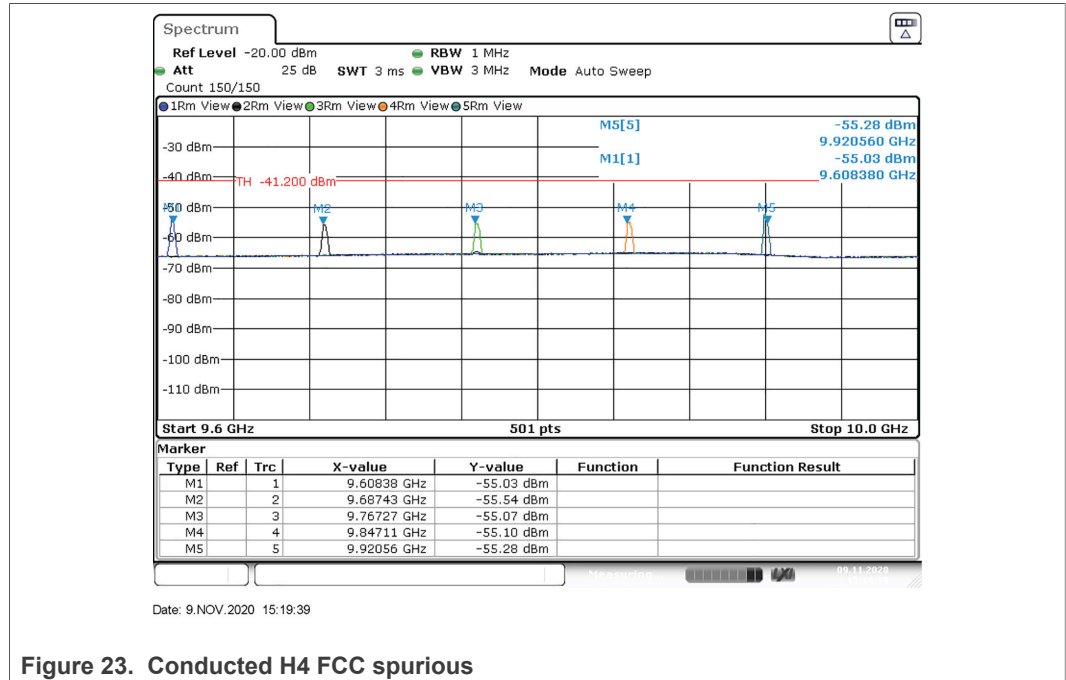 Spectrum
Ref Level -20.00 dBm RBW 1 MHz
Att 25 dB SWT 3 ms VBW 3 MHz Mode Auto Sweep
Count 150/150
1Rm View 2Rm View 3Rm View 4Rm View 5Rm View
M5[5] -55.28 dBm
9.920560 GHz
M1[1] -55.03 dBm
9.608380 GHz
-30 dBm
-40 dBm
TH -41.200 dBm
M2 M3 M4 M5
-60 dBm
-70 dBm
-80 dBm
-90 dBm
-100 dBm
-110 dBm
Start 9.6 GHz 501 pts Stop 10.0 GHz
Marker
Type Ref Trc X-value Y-value Function Function Result
M1 1 9.60838 GHz -55.03 dBm
M2 2 9.68743 GHz -55.54 dBm
M3 3 9.76727 GHz -55.07 dBm
M4 4 9.84711 GHz -55.10 dBm
M5 5 9.92056 GHz -55.28 dBm
Measuring 09.11.2020
Date: 9.NOV.2020 15:19:39
Figure 23. Conducted H4 FCC spurious